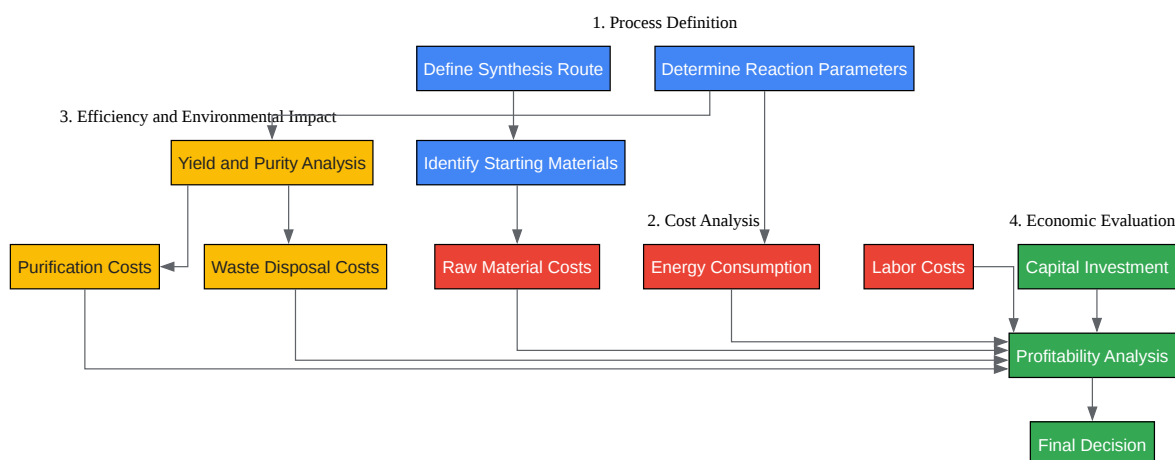 1. Process Definition
Define Synthesis Route
Determine Reaction Parameters
3. Efficiency and Environmental Impact
Yield and Purity Analysis
Identify Starting Materials
2. Cost Analysis
4. Economic Evaluation
Purification Costs
Waste Disposal Costs
Raw Material Costs
Energy Consumption
Labor Costs
Capital Investment
Profitability Analysis
Final Decision